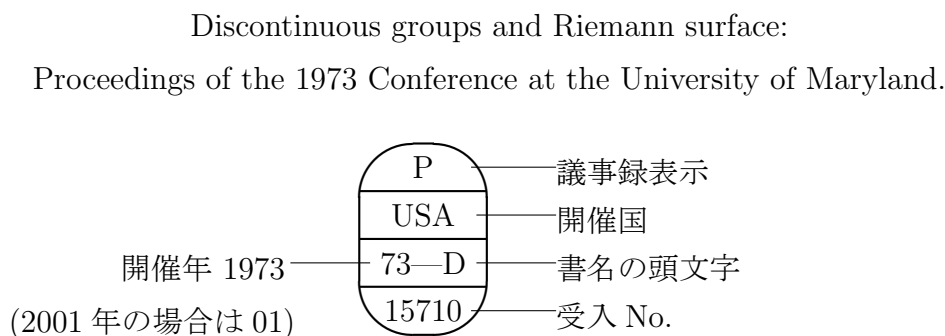 Discontinuous groups and Riemann surface:
Proceedings of the 1973 Conference at the University of Maryland.
P 議事録表示
USA 開催国
開催年 1973 73—D 書名の頭文字
(2001 年の場合は 01) 15710 受入 No.